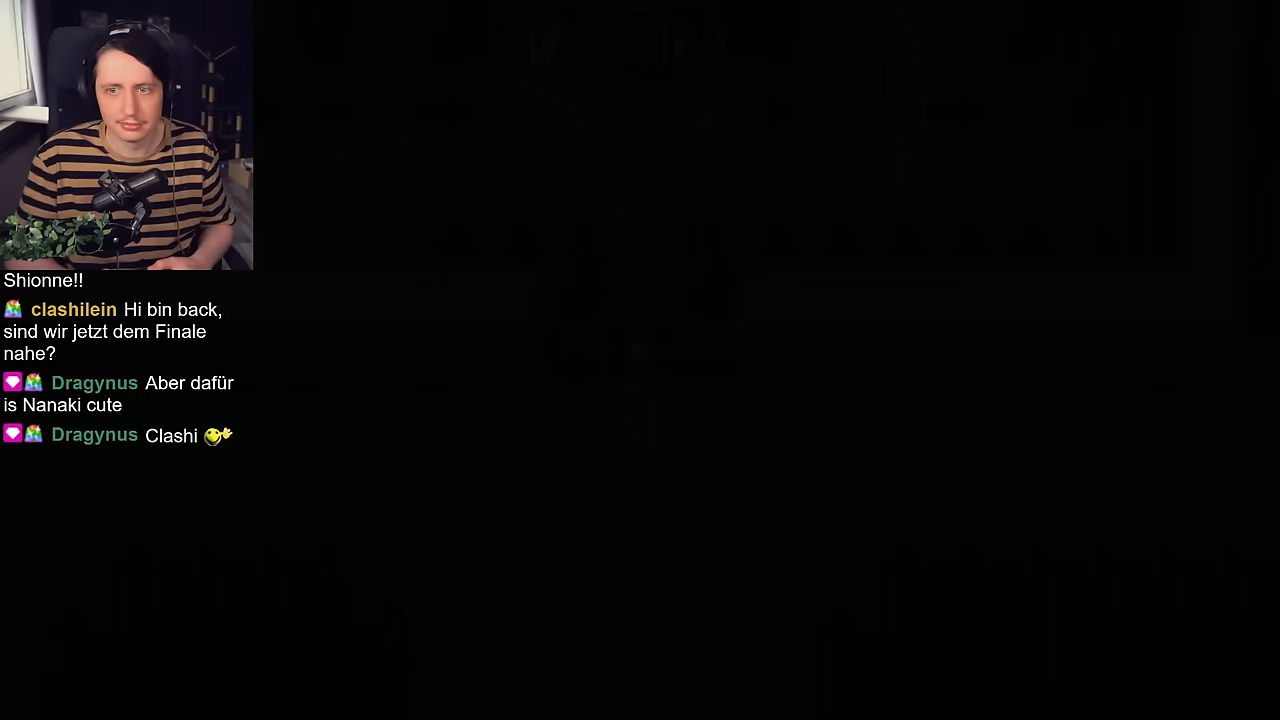 Shionne!!
clashilein Hi bin back,
sind wir jetzt dem Finale
nahe?
Dragynus Aber dafür
is Nanaki cute
Dragynus Clashi